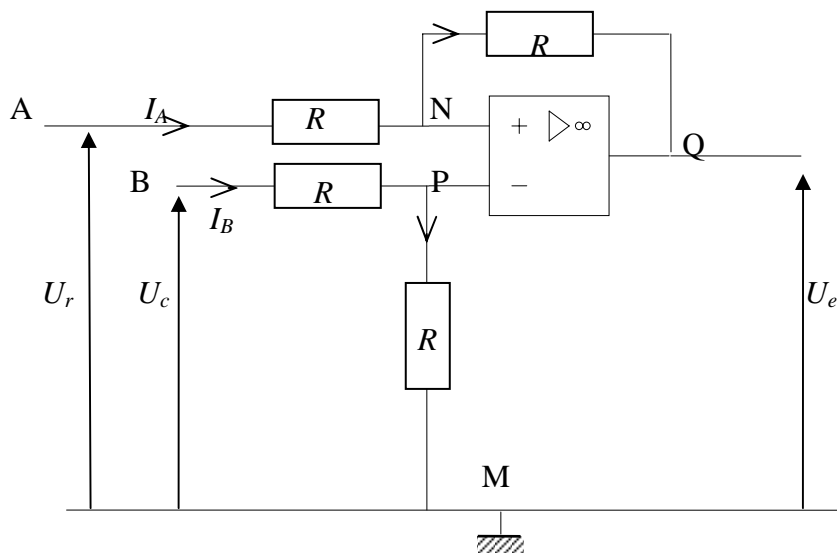 R
A I_A R N + ▷ ∞
Q
B I_B R P −
U_r U_c R U_e
M